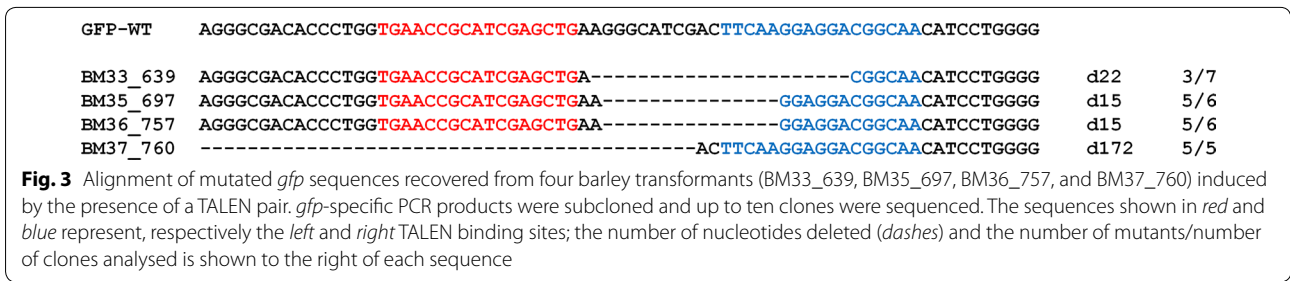 GFP-WT AGGGCGACACCCTGGTGAACCGCATCGAGCTGAAGGGCATCGACTTCAAGGAGGACGGCAACATCCTGGGG
BM33_639 AGGGCGACACCCTGGTGAACCGCATCGAGCTGA----------------------CGGCAACATCCTGGGG d22 3/7
BM35_697 AGGGCGACACCCTGGTGAACCGCATCGAGCTGAA---------------GGAGGACGGCAACATCCTGGGG d15 5/6
BM36_757 AGGGCGACACCCTGGTGAACCGCATCGAGCTGAA---------------GGAGGACGGCAACATCCTGGGG d15 5/6
BM37_760 ------------------------------------------ACTTCAAGGAGGACGGCAACATCCTGGGG d172 5/5
Fig. 3 Alignment of mutated gfp sequences recovered from four barley transformants (BM33_639, BM35_697, BM36_757, and BM37_760) induced
by the presence of a TALEN pair. gfp-specific PCR products were subcloned and up to ten clones were sequenced. The sequences shown in red and
blue represent, respectively the left and right TALEN binding sites; the number of nucleotides deleted (dashes) and the number of mutants/number
of clones analysed is shown to the right of each sequence